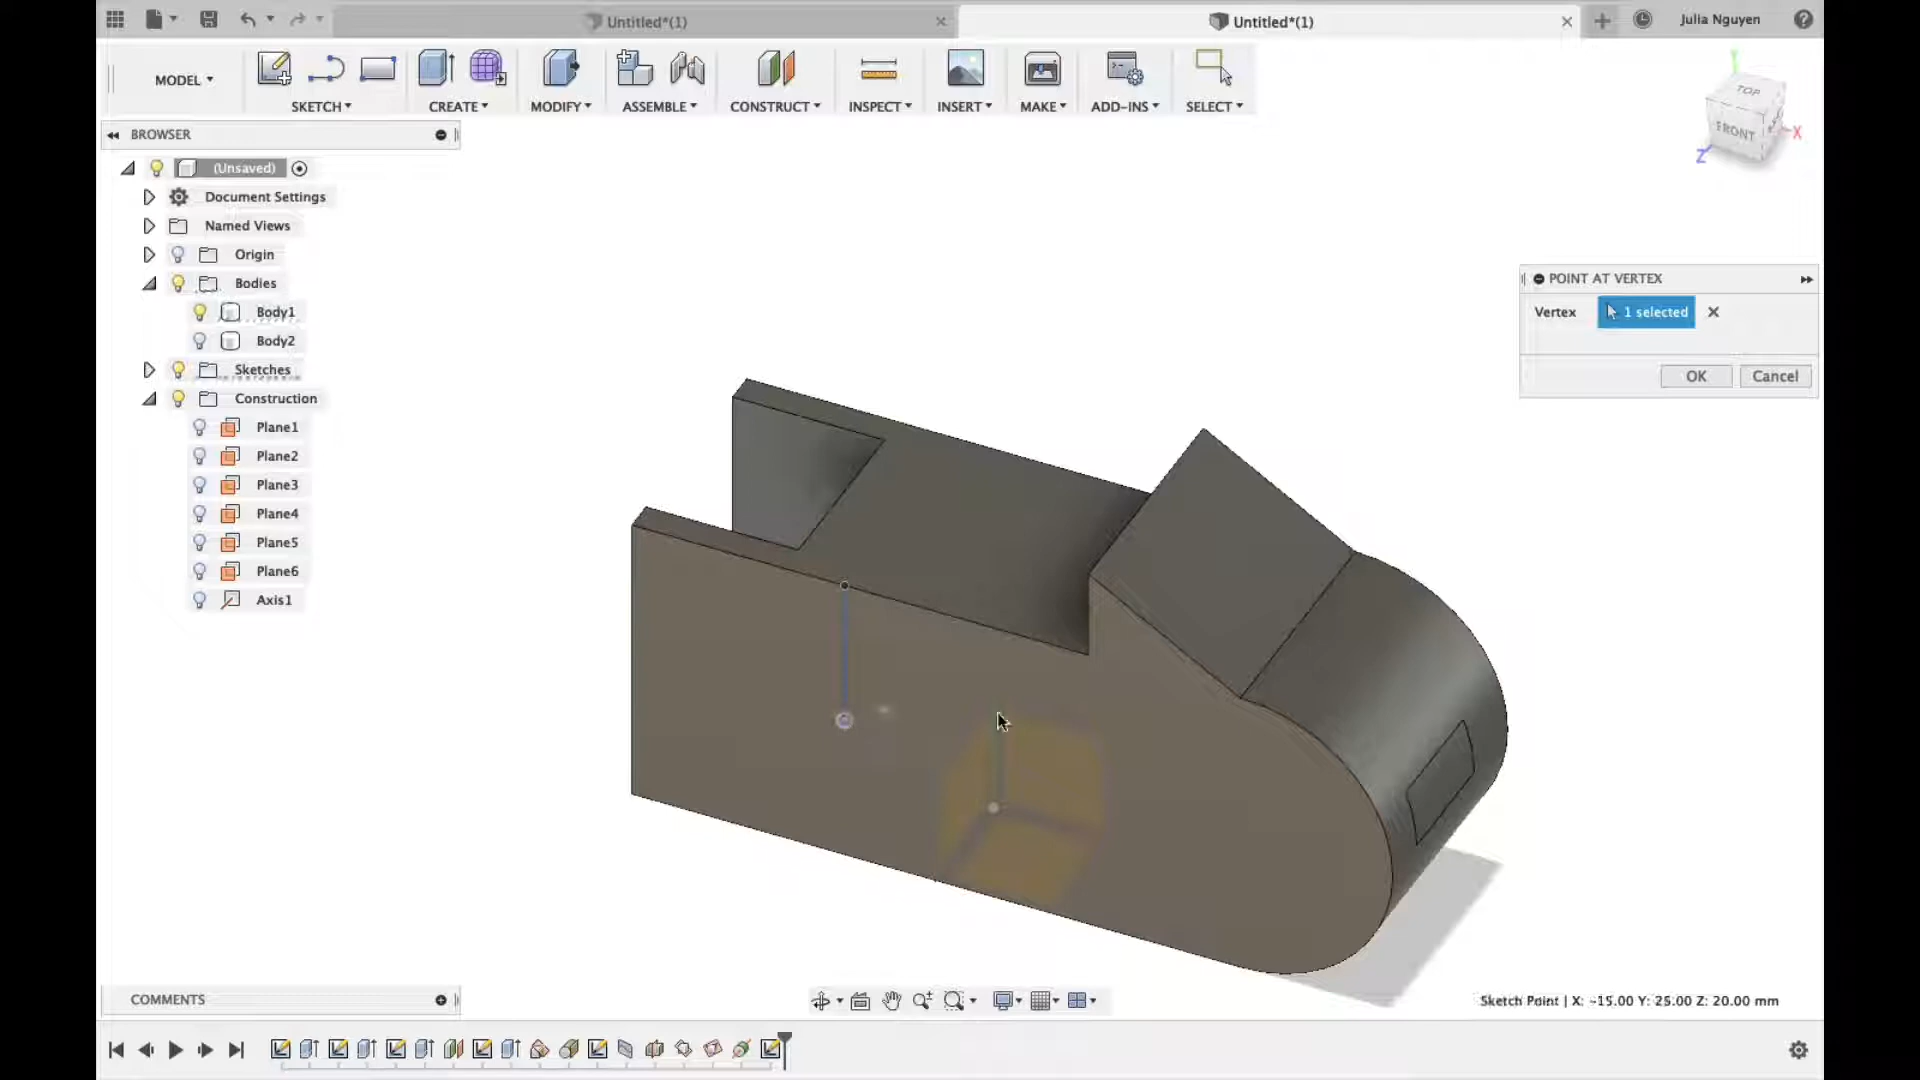 Untitled*(1)
Untitled*(1)
Julia Nguyen
MODEL
SKETCH
CREATE
MODIFY
ASSEMBLE
CONSTRUCT
INSPECT
INSERT
MAKE
ADD-INS
SELECT
TOP
FRONT
X
Z
BROWSER
(Unsaved)
Document Settings
Named Views
Origin
Bodies
Body1
Body2
Sketches
Construction
Plane1
Plane2
Plane3
Plane4
Plane5
Plane6
Axis1
POINT AT VERTEX
Vertex
1 selected
OK
Cancel
COMMENTS
Sketch Point | X: -15.00 Y: 25.00 Z: 20.00 mm